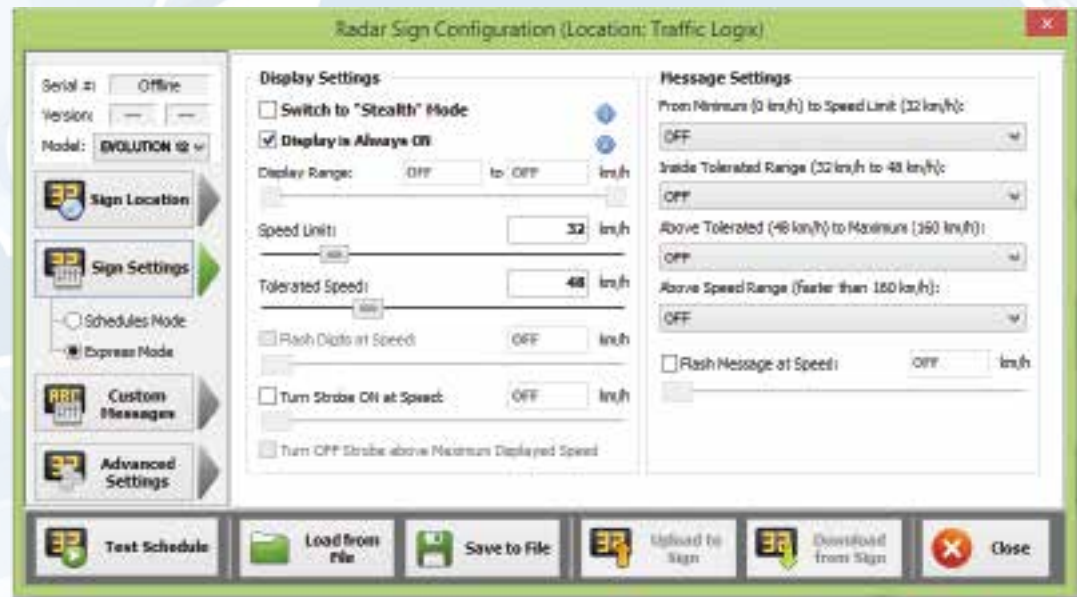 Radar Sign Configuration (Location: Traffic Logix)
Serial #: Offline
Version: --- ---
Model: EVOLUTION 12
Sign Location
Sign Settings
Schedules Mode
Express Mode
ABC
Custom Messages
Advanced Settings
Display Settings
Switch to "Stealth" Mode
Display is Always ON
Display Range: OFF to OFF km/h
Speed Limit: 32 km/h
Tolerated Speed: 48 km/h
Flash Digits at Speed: OFF km/h
Turn Strobe ON at Speed: OFF km/h
Turn OFF Strobe above Maximum Displayed Speed
Message Settings
From Minimum (0 km/h) to Speed Limit (32 km/h):
OFF
Inside Tolerated Range (32 km/h to 48 km/h):
OFF
Above Tolerated (48 km/h) to Maximum (160 km/h):
OFF
Above Speed Range (faster than 160 km/h):
OFF
Flash Message at Speed: OFF km/h
Test Schedule
Load from File
Save to File
Upload to Sign
Download from Sign
Close